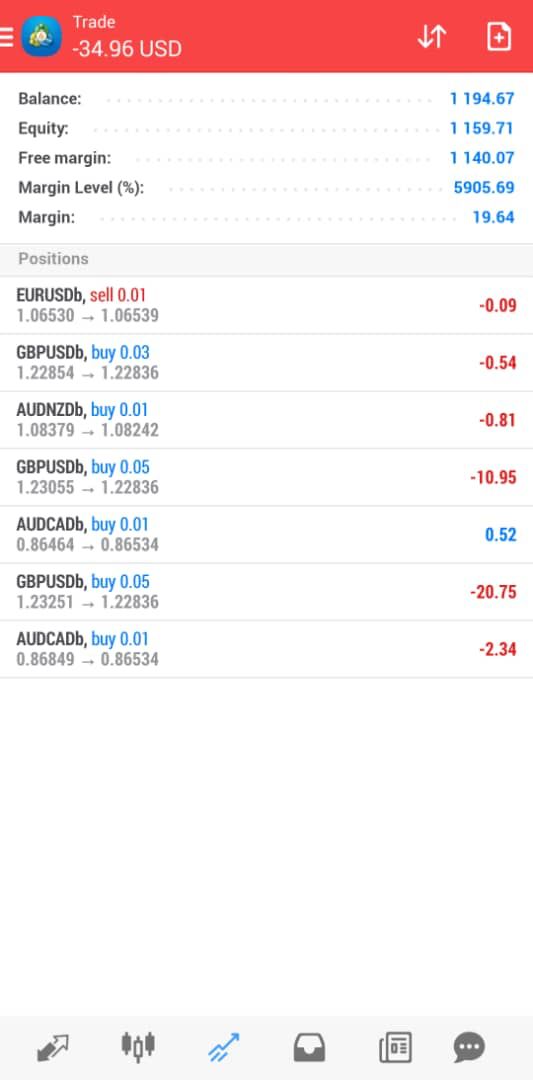 Trade
-34.96 USD
Balance: 1 194.67
Equity: 1 159.71
Free margin: 1 140.07
Margin Level (%): 5905.69
Margin: 19.64
Positions
EURUSDb, sell 0.01
1.06530 → 1.06539
-0.09
GBPUSDb, buy 0.03
1.22854 → 1.22836
-0.54
AUDNZDb, buy 0.01
1.08379 → 1.08242
-0.81
GBPUSDb, buy 0.05
1.23055 → 1.22836
-10.95
AUDCADb, buy 0.01
0.86464 → 0.86534
0.52
GBPUSDb, buy 0.05
1.23251 → 1.22836
-20.75
AUDCADb, buy 0.01
0.86849 → 0.86534
-2.34